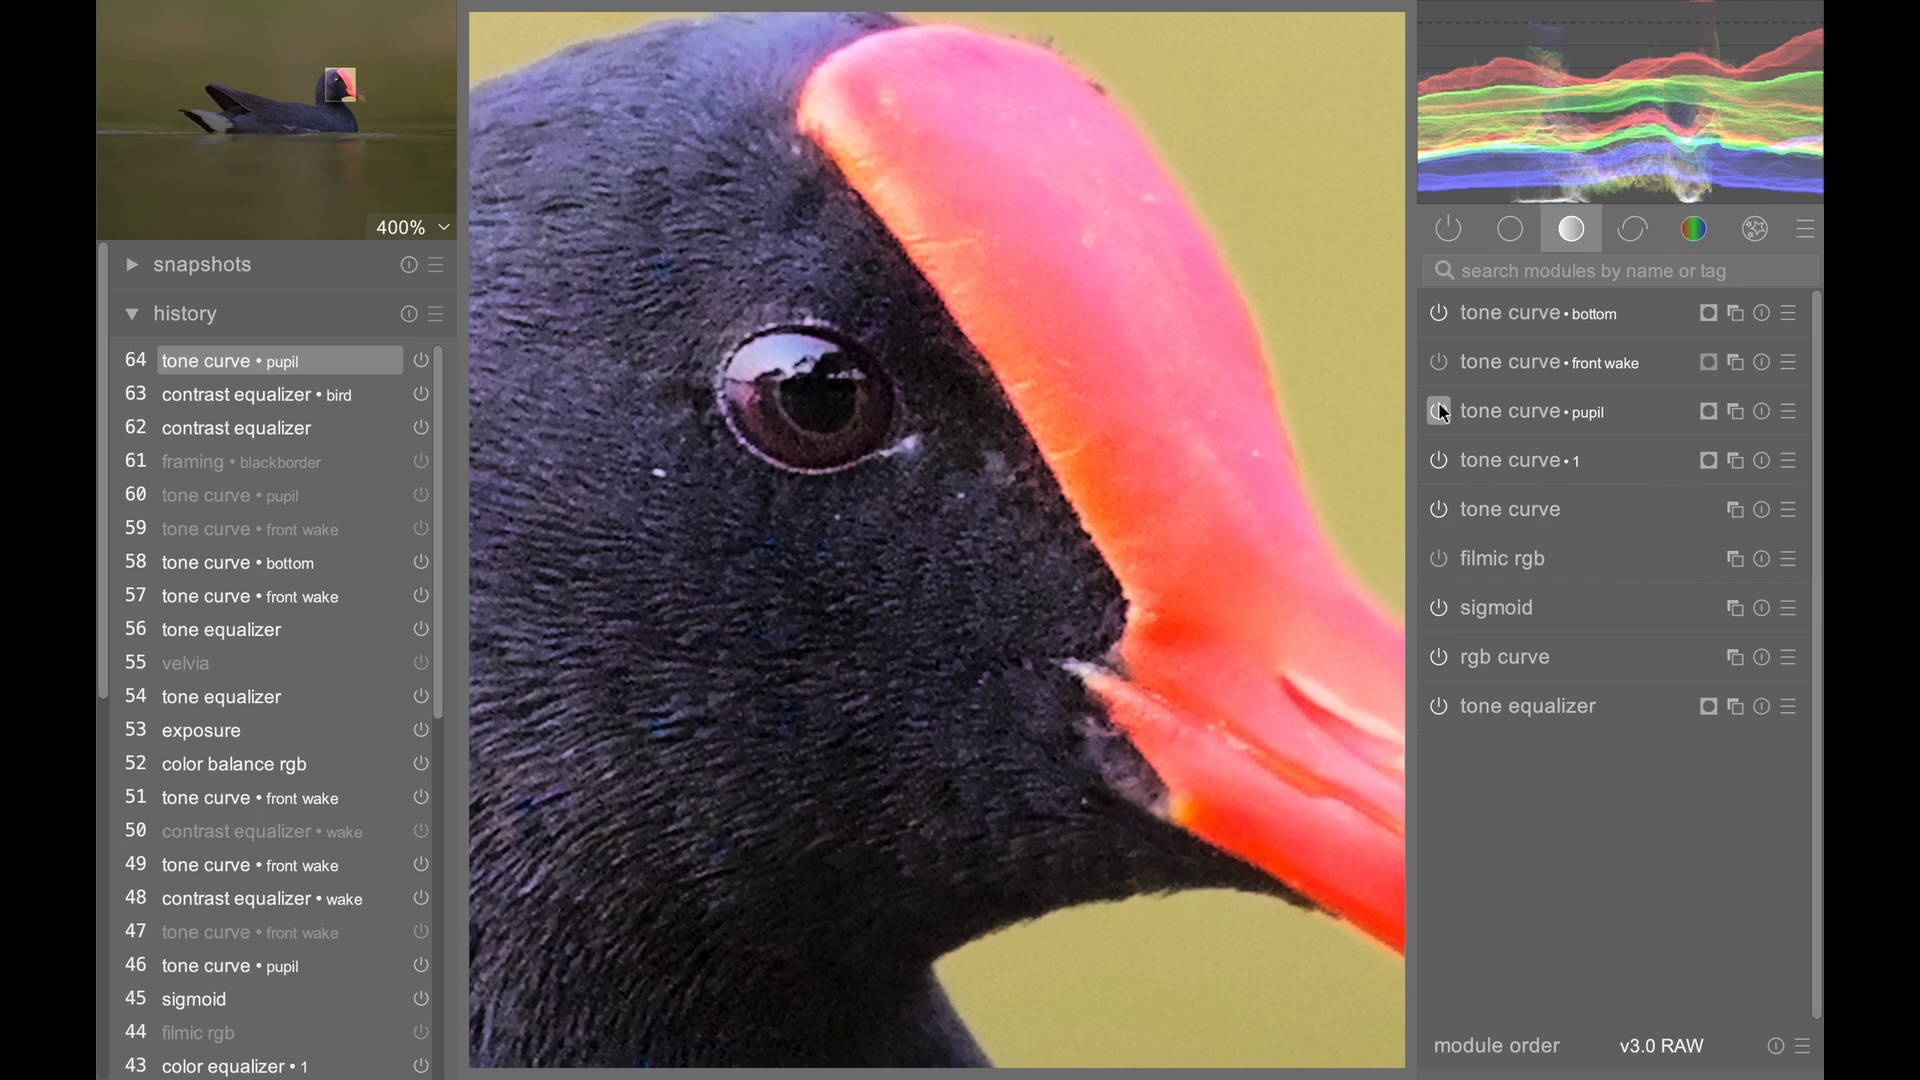 400%
snapshots
history
64 tone curve • pupil
63 contrast equalizer • bird
62 contrast equalizer
61 framing • blackborder
60 tone curve • pupil
59 tone curve • front wake
58 tone curve • bottom
57 tone curve • front wake
56 tone equalizer
55 velvia
54 tone equalizer
53 exposure
52 color balance rgb
51 tone curve • front wake
50 contrast equalizer • wake
49 tone curve • front wake
48 contrast equalizer • wake
47 tone curve • front wake
46 tone curve • pupil
45 sigmoid
44 filmic rgb
43 color equalizer • 1
search modules by name or tag
tone curve • bottom
tone curve • front wake
tone curve • pupil
tone curve • 1
tone curve
filmic rgb
sigmoid
rgb curve
tone equalizer
module order v3.0 RAW